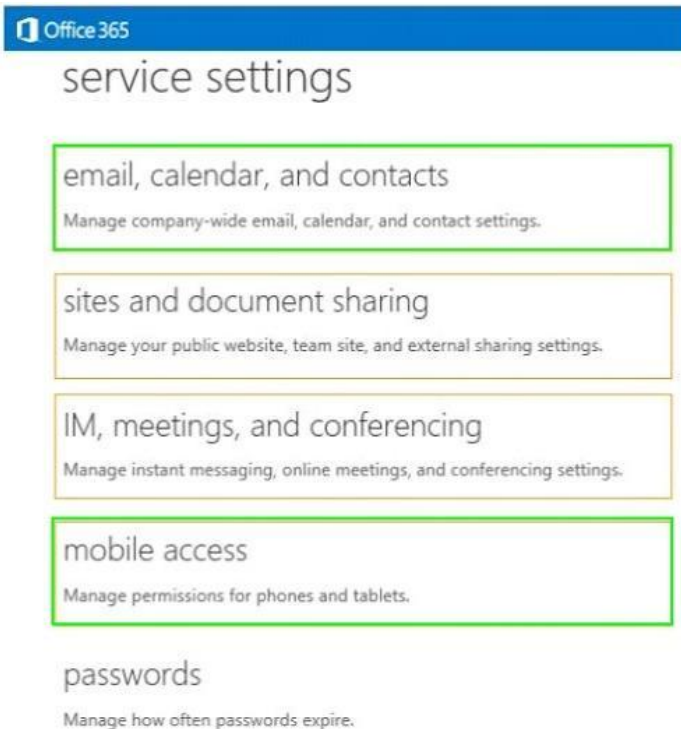 Office 365
service settings
email, calendar, and contacts
Manage company-wide email, calendar, and contact settings.
sites and document sharing
Manage your public website, team site, and external sharing settings.
IM, meetings, and conferencing
Manage instant messaging, online meetings, and conferencing settings.
mobile access
Manage permissions for phones and tablets.
passwords
Manage how often passwords expire.